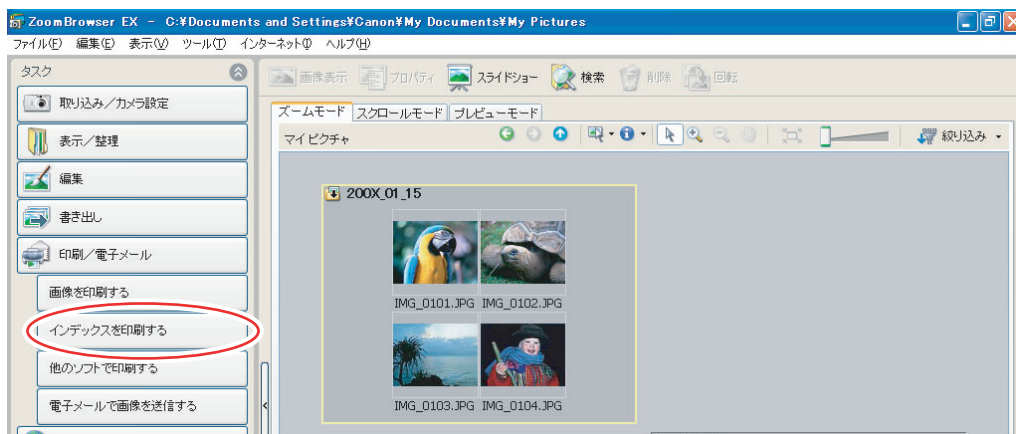 ZoomBrowser EX - C:¥Documents and Settings¥Canon¥My Documents¥My Pictures
ファイル(F) 編集(E) 表示(V) ツール(T) インターネット(I) ヘルプ(H)
タスク
取り込み/カメラ設定
表示/整理
編集
書き出し
印刷/電子メール
画像を印刷する
インデックスを印刷する
他のソフトで印刷する
電子メールで画像を送信する
画像表示 プロパティ スライドショー 検索 削除 回転
ズームモード スクロールモード プレビューモード
マイ ピクチャ
絞り込み
200X_01_15
IMG_0101.JPG IMG_0102.JPG
IMG_0103.JPG IMG_0104.JPG